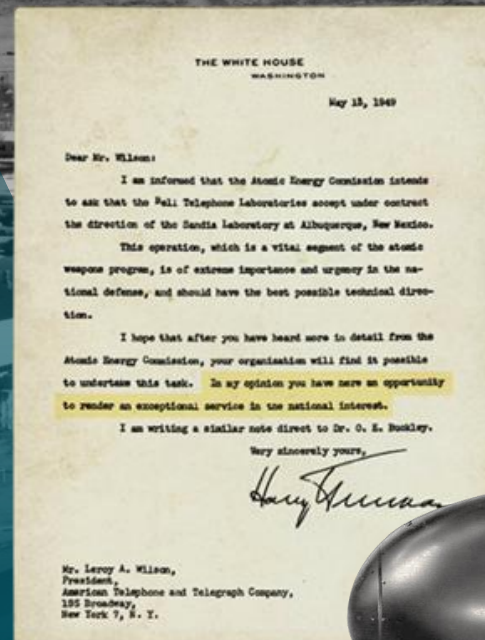 THE WHITE HOUSE
WASHINGTON
May 13, 1949
Dear Mr. Wilson:
I am informed that the Atomic Energy Commission intends
to ask that the Bell Telephone Laboratories accept under contract
the direction of the Sandia Laboratory at Albuquerque, New Mexico.
This operation, which is a vital segment of the atomic
weapons program, is of extreme importance and urgency in the na-
tional defense, and should have the best possible technical direc-
tion.
I hope that after you have heard more in detail from the
Atomic Energy Commission, your organization will find it possible
to undertake this task. In my opinion you have here an opportunity
to render an exceptional service in the national interest.
I am writing a similar note direct to Dr. O. E. Buckley.
Very sincerely yours,
Harry Truman
Mr. Leroy A. Wilson,
President,
American Telephone and Telegraph Company,
195 Broadway,
New York 7, N. Y.